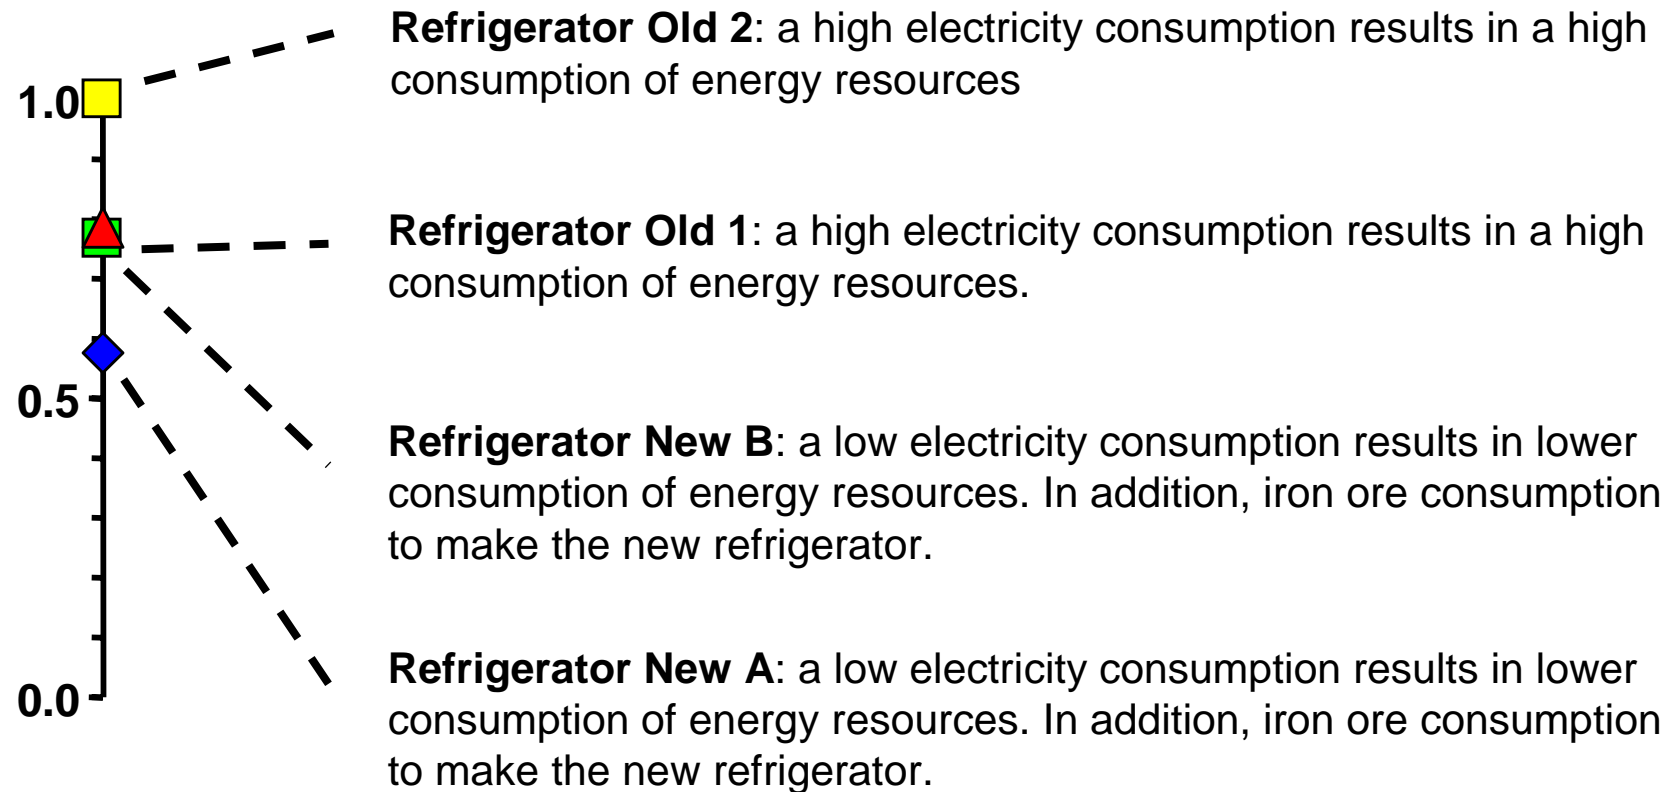 Refrigerator Old 2: a high electricity consumption results in a high
consumption of energy resources
1.0
Refrigerator Old 1: a high electricity consumption results in a high
consumption of energy resources.
0.5
Refrigerator New B: a low electricity consumption results in lower
consumption of energy resources. In addition, iron ore consumption
to make the new refrigerator.
Refrigerator New A: a low electricity consumption results in lower
0.0
consumption of energy resources. In addition, iron ore consumption
to make the new refrigerator.